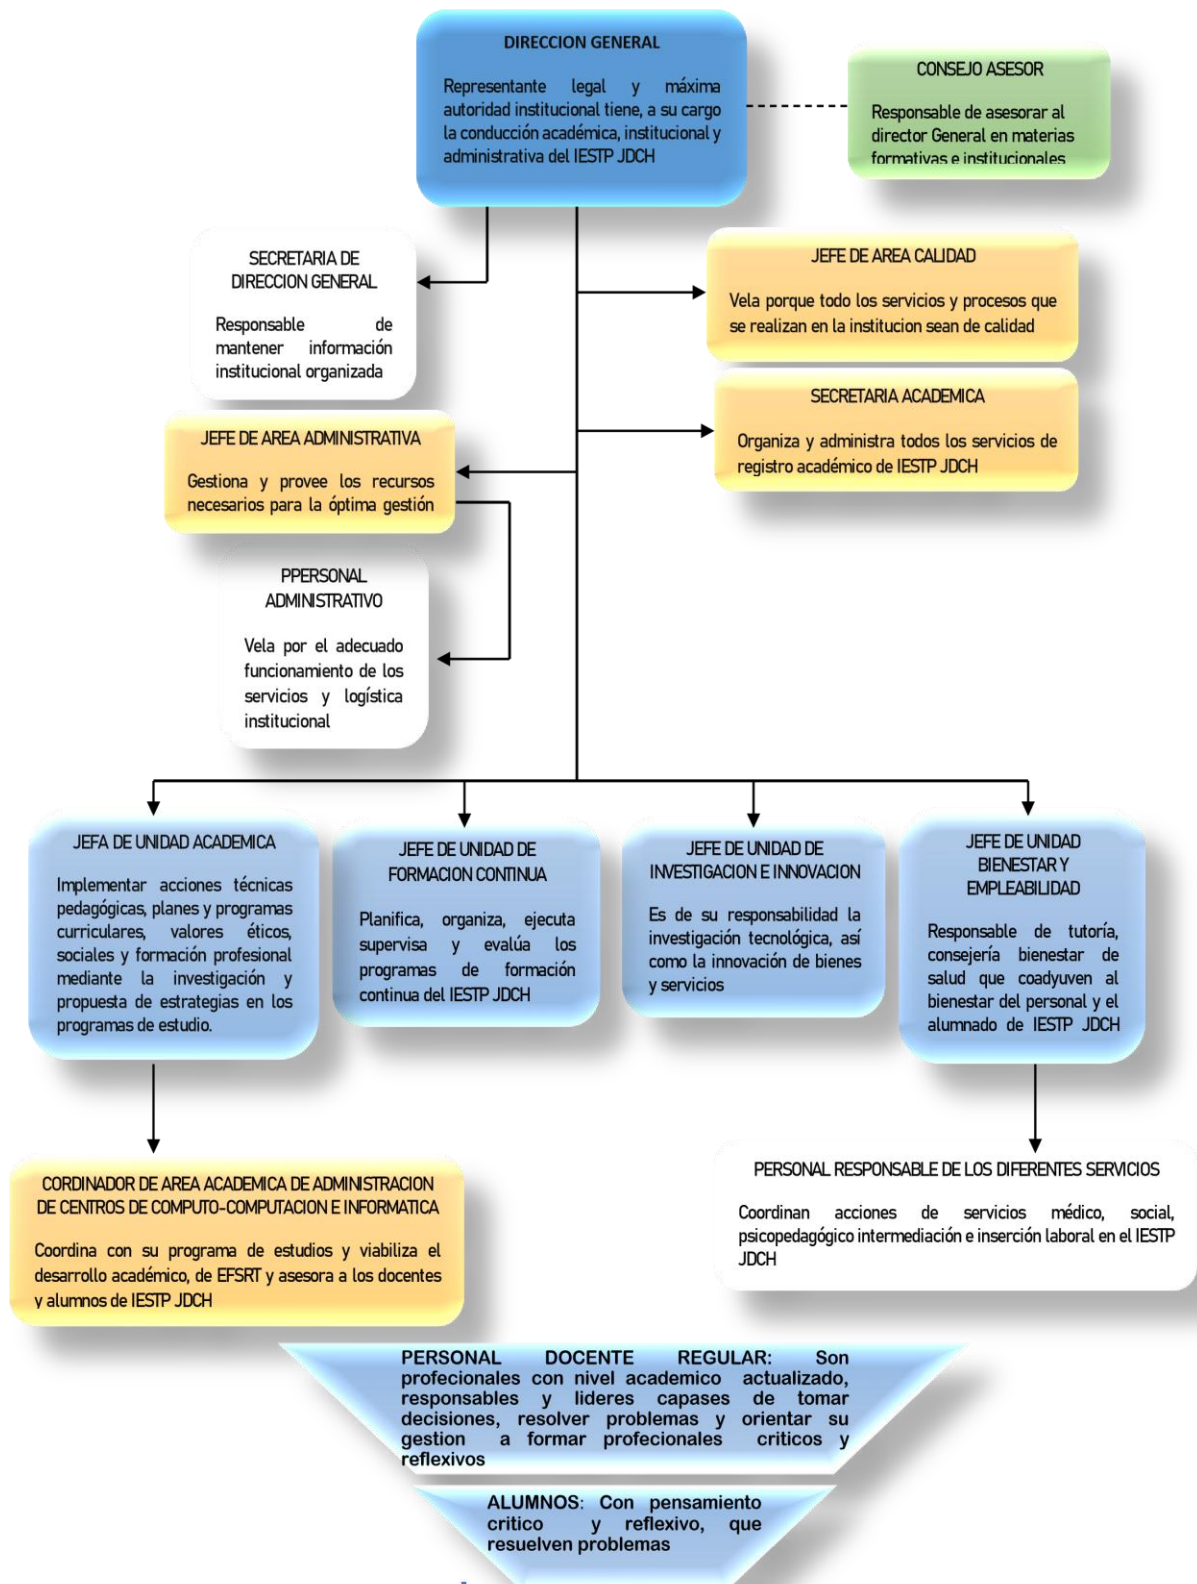 DIRECCION GENERAL
Representante legal y máxima
autoridad institucional tiene, a su cargo
la conducción académica, institucional y
administrativa del IESTP JDCH
CONSEJO ASESOR
Responsable de asesorar al
director General en materias
formativas e institucionales
SECRETARIA DE
DIRECCION GENERAL
Responsable de
mantener información
institucional organizada
JEFE DE AREA CALIDAD
Vela porque todo los servicios y procesos que
se realizan en la institucion sean de calidad
SECRETARIA ACADEMICA
Organiza y administra todos los servicios de
registro académico de IESTP JDCH
JEFE DE AREA ADMINISTRATIVA
Gestiona y provee los recursos
necesarios para la óptima gestión
PPERSONAL
ADMINISTRATIVO
Vela por el adecuado
funcionamiento de los
servicios y logística
institucional
JEFA DE UNIDAD ACADEMICA
Implementar acciones técnicas
pedagógicas, planes y programas
curriculares, valores éticos,
sociales y formación profesional
mediante la investigación y
propuesta de estrategias en los
programas de estudio.
JEFE DE UNIDAD DE
FORMACION CONTINUA
Planifica, organiza, ejecuta
supervisa y evalúa los
programas de formación
continua del IESTP JDCH
JEFE DE UNIDAD DE
INVESTIGACION E INNOVACION
Es de su responsabilidad la
investigación tecnológica, así
como la innovación de bienes
y servicios
JEFE DE UNIDAD
BIENESTAR Y
EMPLEABILIDAD
Responsable de tutoría,
consejería bienestar de
salud que coadyuven al
bienestar del personal y el
alumnado de IESTP JDCH
CORDINADOR DE AREA ACADEMICA DE ADMINISTRACION
DE CENTROS DE COMPUTO-COMPUTACION E INFORMATICA
Coordina con su programa de estudios y viabiliza el
desarrollo académico, de EFSRT y asesora a los docentes
y alumnos de IESTP JDCH
PERSONAL RESPONSABLE DE LOS DIFERENTES SERVICIOS
Coordinan acciones de servicios médico, social,
psicopedagógico intermediación e inserción laboral en el IESTP
JDCH
PERSONAL DOCENTE REGULAR: Son
profecionales con nivel academico actualizado,
responsables y lideres capases de tomar
decisiones, resolver problemas y orientar su
gestion a formar profecionales criticos y
reflexivos
ALUMNOS: Con pensamiento
critico y reflexivo, que
resuelven problemas